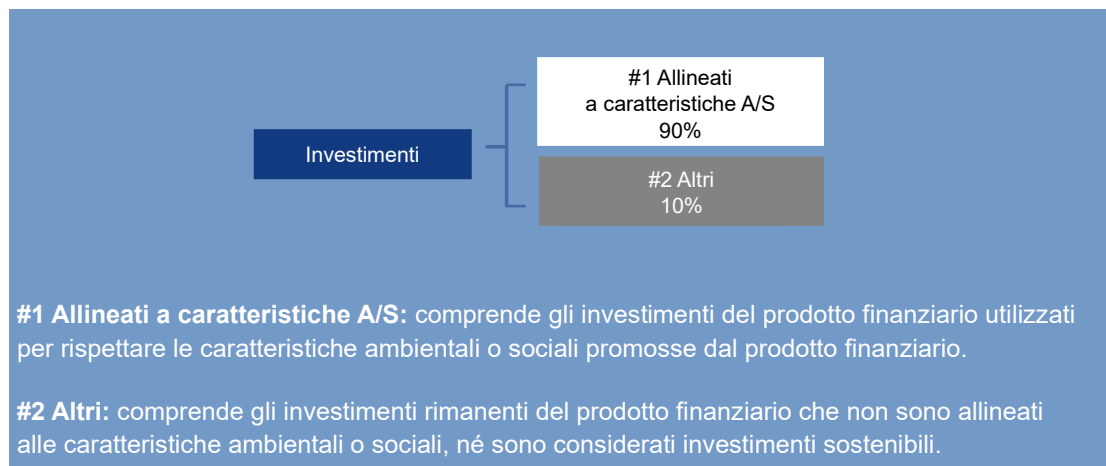 #1 Allineati
a caratteristiche A/S
90%
Investimenti
#2 Altri
10%
#1 Allineati a caratteristiche A/S: comprende gli investimenti del prodotto finanziario utilizzati
per rispettare le caratteristiche ambientali o sociali promosse dal prodotto finanziario.
#2 Altri: comprende gli investimenti rimanenti del prodotto finanziario che non sono allineati
alle caratteristiche ambientali o sociali, né sono considerati investimenti sostenibili.